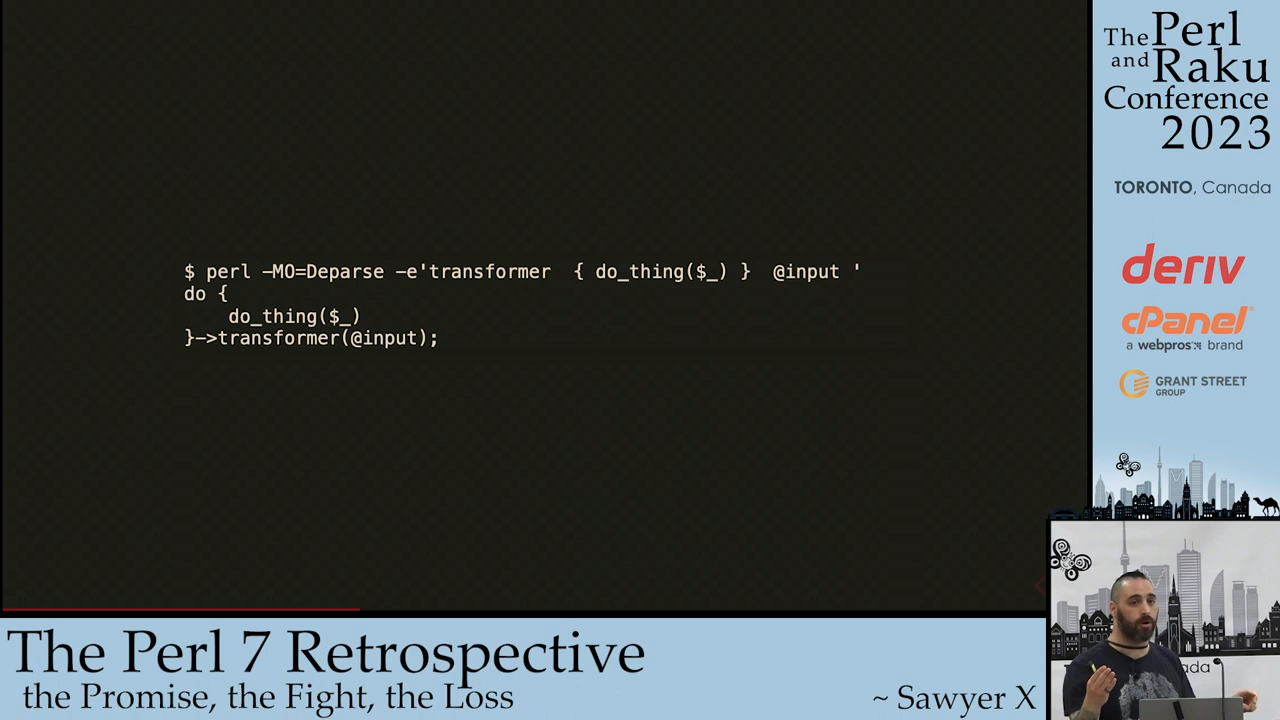 $ perl -MO=Deparse -e'transformer  { do_thing($_) }  @input '
do {
    do_thing($_)
}->transformer(@input);
The Perl
and Raku
Conference
2023
TORONTO, Canada
deriv
cPanel®
a webpros brand
GRANT STREET
GROUP
The Perl 7 Retrospective
the Promise, the Fight, the Loss
~ Sawyer X